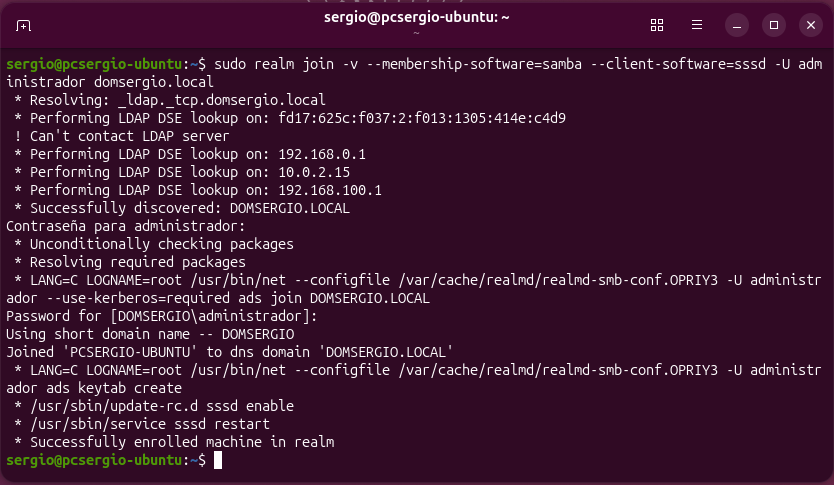 sergio@pcsergio-ubuntu: ~
~
sergio@pcsergio-ubuntu:~$ sudo realm join -v --membership-software=samba --client-software=sssd -U adm
inistrador domsergio.local
 * Resolving: _ldap._tcp.domsergio.local
 * Performing LDAP DSE lookup on: fd17:625c:f037:2:f013:1305:414e:c4d9
 ! Can't contact LDAP server
 * Performing LDAP DSE lookup on: 192.168.0.1
 * Performing LDAP DSE lookup on: 10.0.2.15
 * Performing LDAP DSE lookup on: 192.168.100.1
 * Successfully discovered: DOMSERGIO.LOCAL
Contraseña para administrador:
 * Unconditionally checking packages
 * Resolving required packages
 * LANG=C LOGNAME=root /usr/bin/net --configfile /var/cache/realmd/realmd-smb-conf.OPRIY3 -U administr
ador --use-kerberos=required ads join DOMSERGIO.LOCAL
Password for [DOMSERGIO\administrador]:
Using short domain name -- DOMSERGIO
Joined 'PCSERGIO-UBUNTU' to dns domain 'DOMSERGIO.LOCAL'
 * LANG=C LOGNAME=root /usr/bin/net --configfile /var/cache/realmd/realmd-smb-conf.OPRIY3 -U administr
ador ads keytab create
 * /usr/sbin/update-rc.d sssd enable
 * /usr/sbin/service sssd restart
 * Successfully enrolled machine in realm
sergio@pcsergio-ubuntu:~$